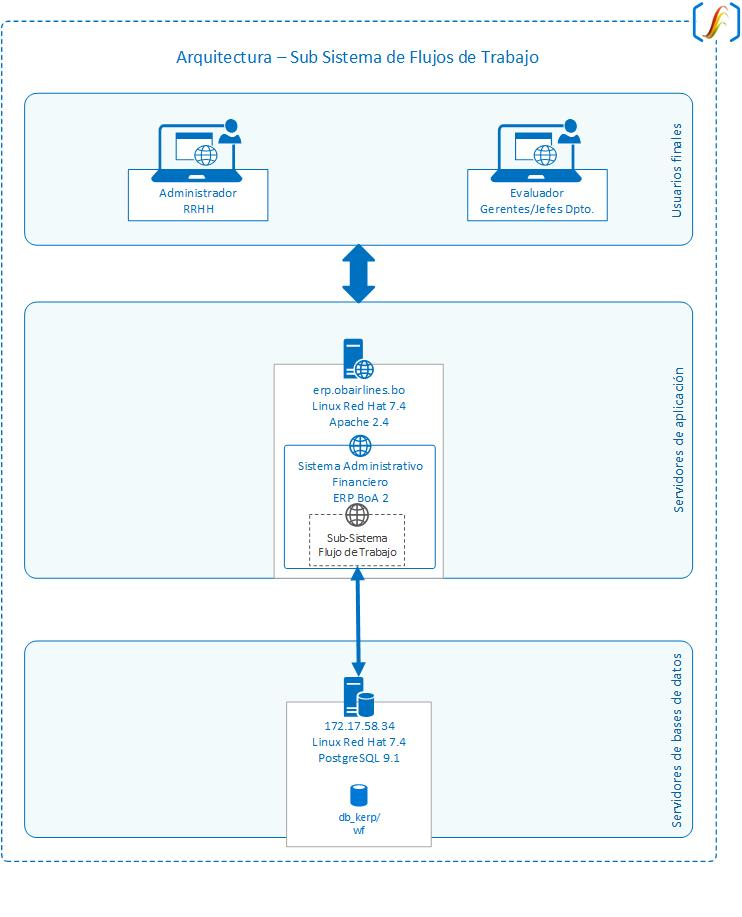 Arquitectura – Sub Sistema de Flujos de Trabajo
Usuarios finales
Administrador
RRHH
Evaluador
Gerentes/Jefes Dpto.
Servidores de aplicación
erp.obairlines.bo
Linux Red Hat 7.4
Apache 2.4
Sistema Administrativo
Financiero
ERP BoA 2
Sub-Sistema
Flujo de Trabajo
Servidores de bases de datos
172.17.58.34
Linux Red Hat 7.4
PostgreSQL 9.1
db_kerp/
wf